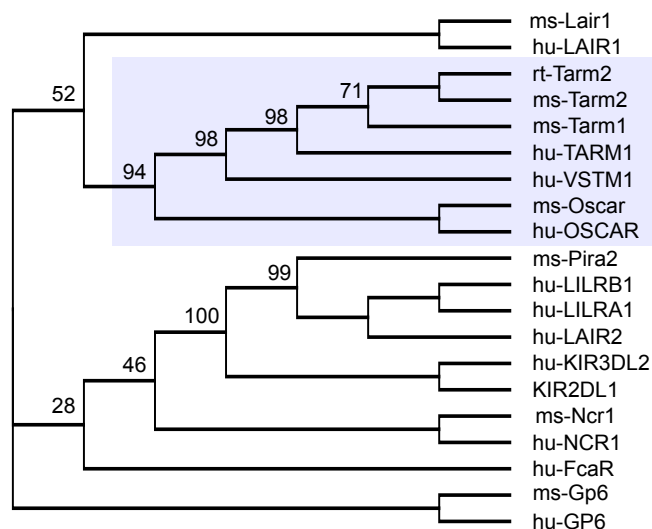 ms-Lair1
52
hu-LAIR1
rt-Tarm2
71
ms-Tarm2
98
ms-Tarm1
98
hu-TARM1
94
hu-VSTM1
ms-Oscar
hu-OSCAR
99
ms-Pira2
hu-LILRB1
100
hu-LILRA1
hu-LAIR2
46
hu-KIR3DL2
28
KIR2DL1
ms-Ncr1
hu-NCR1
hu-FcaR
ms-Gp6
hu-GP6